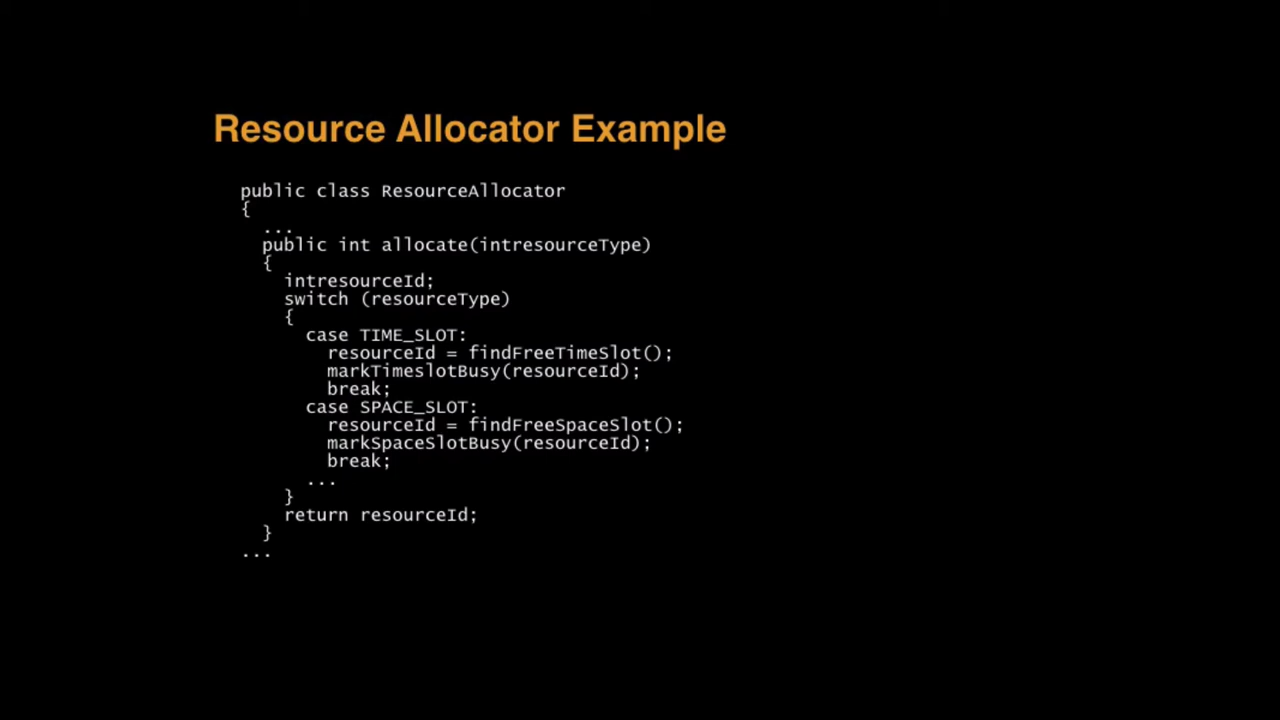 Resource Allocator Example
public class ResourceAllocator
{
...
public int allocate(intresourceType)
{
intresourceId;
switch (resourceType)
{
case TIME_SLOT:
resourceId = findFreeTimeSlot();
markTimeslotBusy(resourceId);
break;
case SPACE_SLOT:
resourceId = findFreeSpaceSlot();
markSpaceSlotBusy(resourceId);
break;
...
}
return resourceId;
}
...